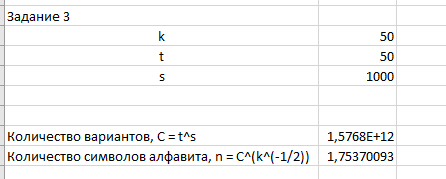 Задание 3
k 50
t 50
s 1000
Количество вариантов, C = t^s 1,5768E+12
Количество символов алфавита, n = C^(k^(-1/2)) 1,75370093